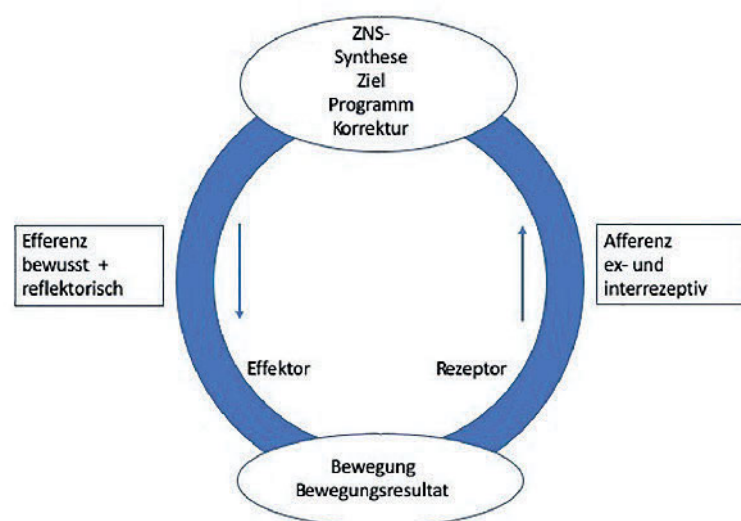 ZNS-
Synthese
Ziel
Programm
Korrektur
Efferenz
bewusst +
reflektorisch
Afferenz
ex- und
interrezeptiv
Effektor
Rezeptor
Bewegung
Bewegungsresultat